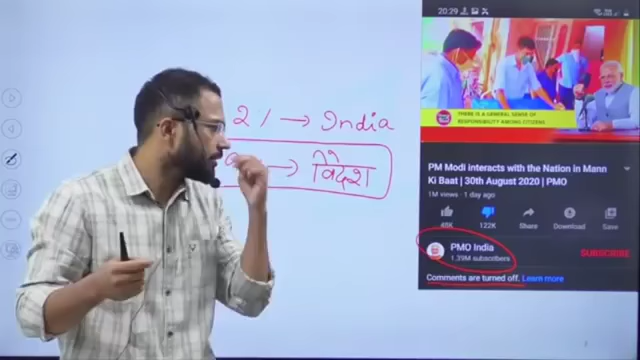 2 / → India
→ विदेश
20:29
THERE IS A GENERAL SENSE OF
RESPONSIBILITY AMONG CITIZENS
PM Modi interacts with the Nation in Mann
Ki Baat | 30th August 2020 | PMO
1M views · 1 day ago
48K
122K
Share
Download
Save
PMO India
1.39M subscribers
SUBSCRIBE
Comments are turned off. Learn more